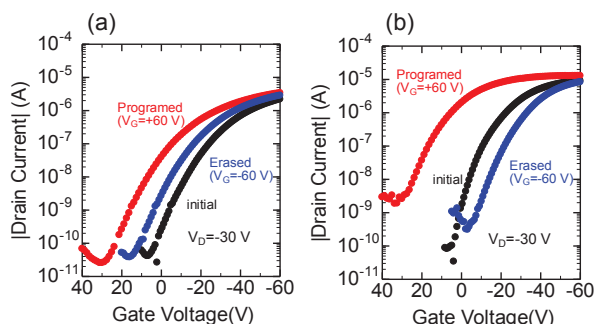 (a)
|Drain Current| (A)
10⁻⁴
10⁻⁵
10⁻⁶
10⁻⁷
10⁻⁸
10⁻⁹
10⁻¹⁰
10⁻¹¹
Programed
(V_G=+60 V)
Erased
(V_G=-60 V)
initial
V_D=-30 V
40 20 0 -20 -40 -60
Gate Voltage(V)
(b)
|Drain Current| (A)
10⁻⁴
10⁻⁵
10⁻⁶
10⁻⁷
10⁻⁸
10⁻⁹
10⁻¹⁰
10⁻¹¹
Programed
(V_G=+60 V)
initial
Erased
(V_G=-60 V)
V_D=-30 V
40 20 0 -20 -40 -60
Gate Voltage(V)